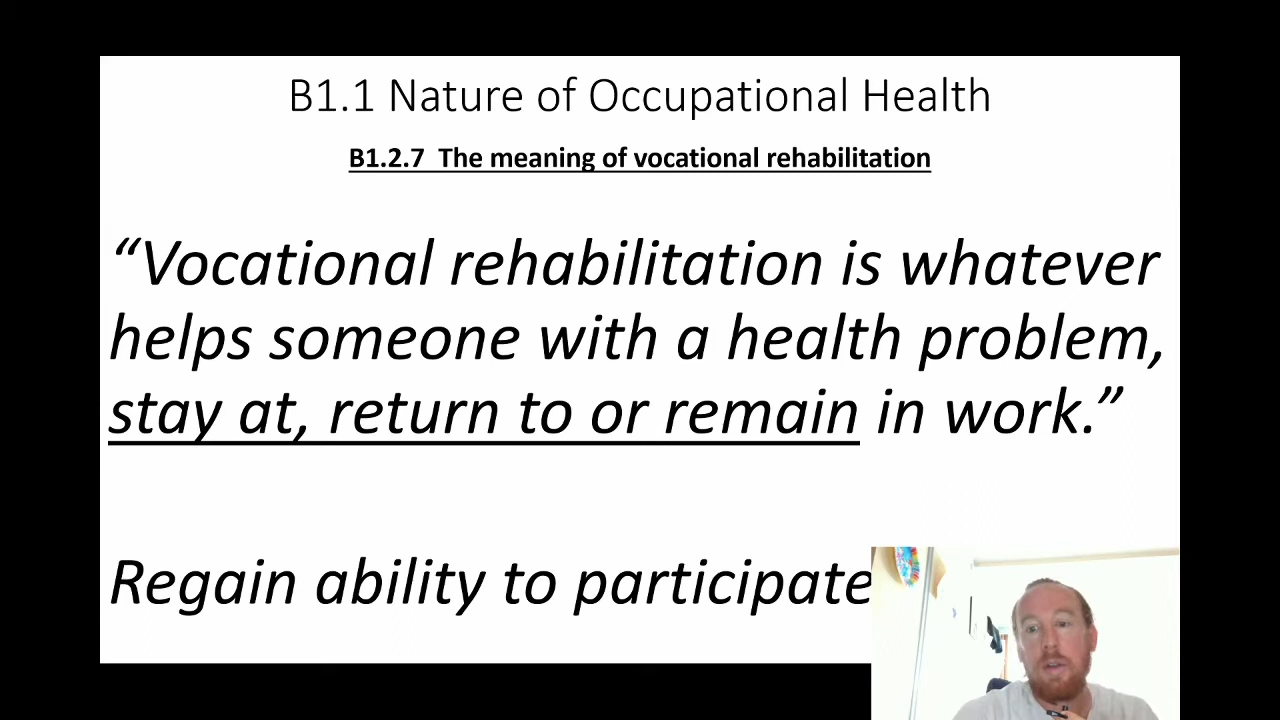 B1.1 Nature of Occupational Health
B1.2.7 The meaning of vocational rehabilitation
“Vocational rehabilitation is whatever
helps someone with a health problem,
stay at, return to or remain in work.”
Regain ability to participate